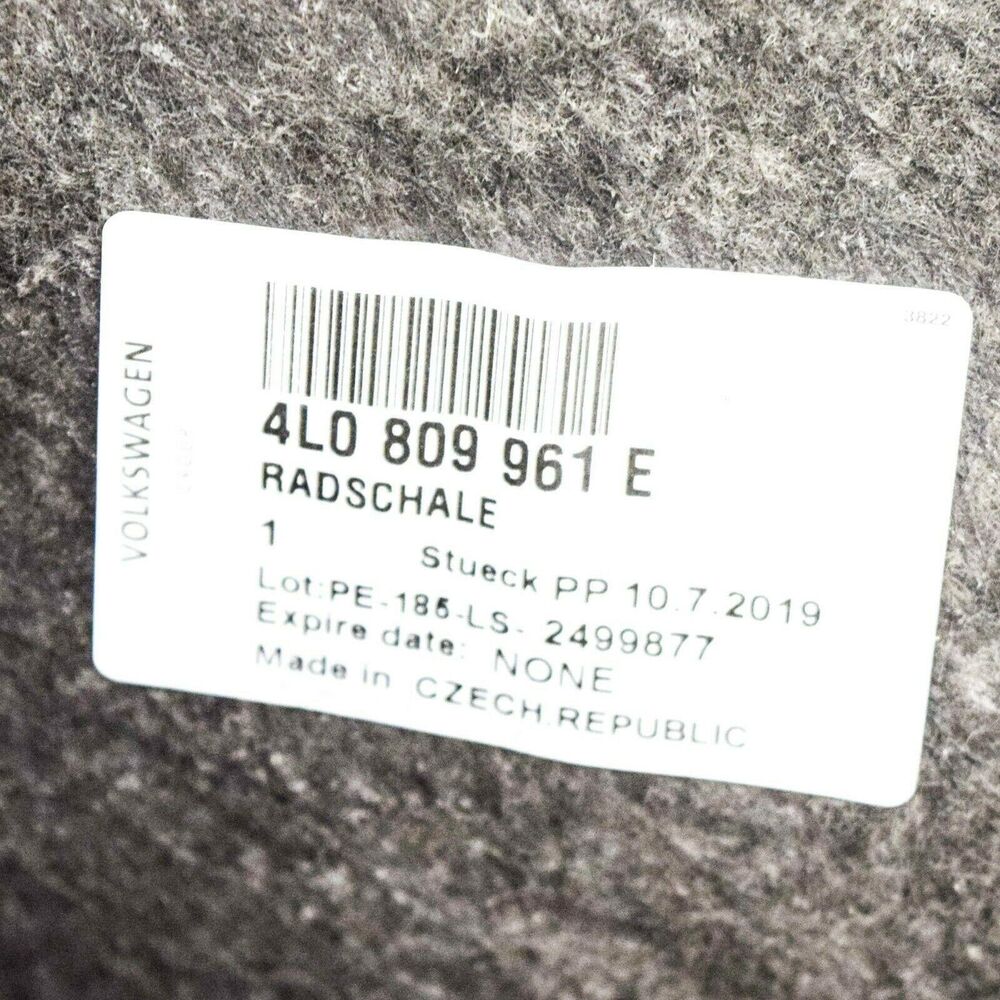 3822
VOLKSWAGEN
4L0 809 961 E
RADSCHALE
1 Stueck PP 10.7.2019
Lot:PE-185-LS- 2499877
Expire date: NONE
Made in CZECH.REPUBLIC